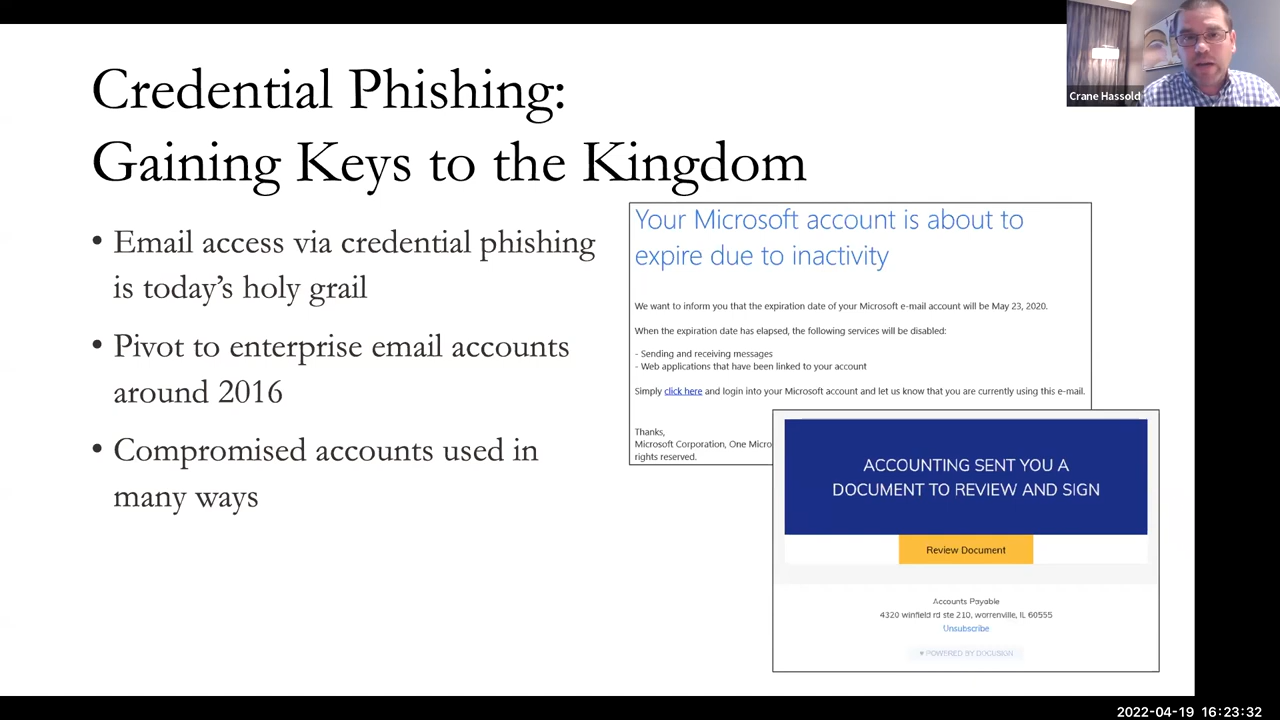 Credential Phishing:
Gaining Keys to the Kingdom
• Email access via credential phishing
is today's holy grail
• Pivot to enterprise email accounts
around 2016
• Compromised accounts used in
many ways
Your Microsoft account is about to
expire due to inactivity
We want to inform you that the expiration date of your Microsoft e-mail account will be May 23, 2020.
When the expiration date has elapsed, the following services will be disabled:
- Sending and receiving messages
- Web applications that have been linked to your account
Simply click here and login into your Microsoft account and let us know that you are currently using this e-mail.
Thanks,
Microsoft Corporation, One Micro
rights reserved.
ACCOUNTING SENT YOU A
DOCUMENT TO REVIEW AND SIGN
Review Document
Accounts Payable
4320 winfield rd ste 210, warrenville, IL 60555
Unsubscribe
♥ POWERED BY DOCUSIGN
Crane Hassold
2022-04-19 16:23:32